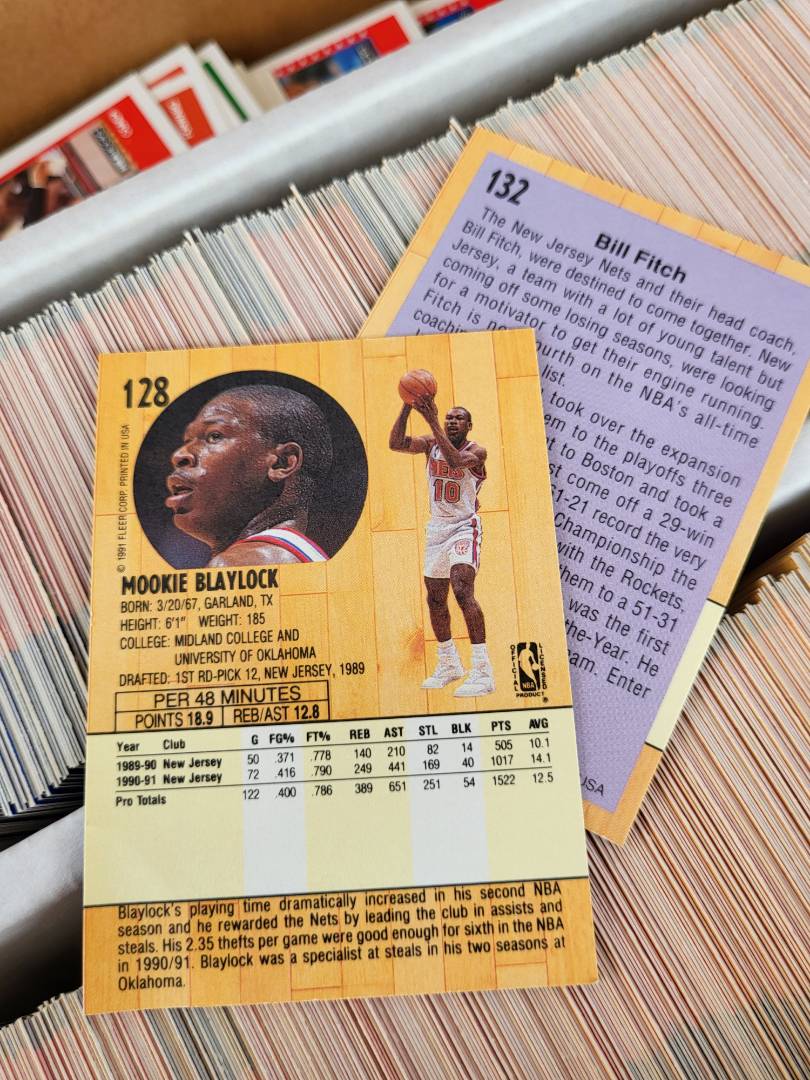 132
Bill Fitch
The New Jersey Nets and their head coach,
Bill Fitch, were destined to come together. New
Jersey, a team with a lot of young talent but
coming off some losing seasons, were looking
for a motivator to get their engine running.
Fitch is fourth on the NBA's all-time
list.
took over the expansion
to the playoffs three
to Boston and took a
come off a 29-win
record the very
Championship the
with the Rockets,
them to a 51-31
was the first
He
Enter
USA
128
© 1991 FLEER CORP. PRINTED IN USA
NETS
10
MOOKIE BLAYLOCK
BORN: 3/20/67, GARLAND, TX
HEIGHT: 6'1" WEIGHT: 185
COLLEGE: MIDLAND COLLEGE AND
UNIVERSITY OF OKLAHOMA
DRAFTED: 1ST RD-PICK 12, NEW JERSEY, 1989
OFFICIAL LICENSED
NBA
PRODUCT
PER 48 MINUTES
POINTS 18.9 REB/AST 12.8
Year Club G FG% FT% REB AST STL BLK PTS AVG
1989-90 New Jersey 50 .371 .778 140 210 82 14 505 10.1
1990-91 New Jersey 72 .416 .790 249 441 169 40 1017 14.1
Pro Totals 122 .400 .786 389 651 251 54 1522 12.5
Blaylock's playing time dramatically increased in his second NBA
season and he rewarded the Nets by leading the club in assists and
steals. His 2.35 thefts per game were good enough for sixth in the NBA
in 1990/91. Blaylock was a specialist at steals in his two seasons at
Oklahoma.